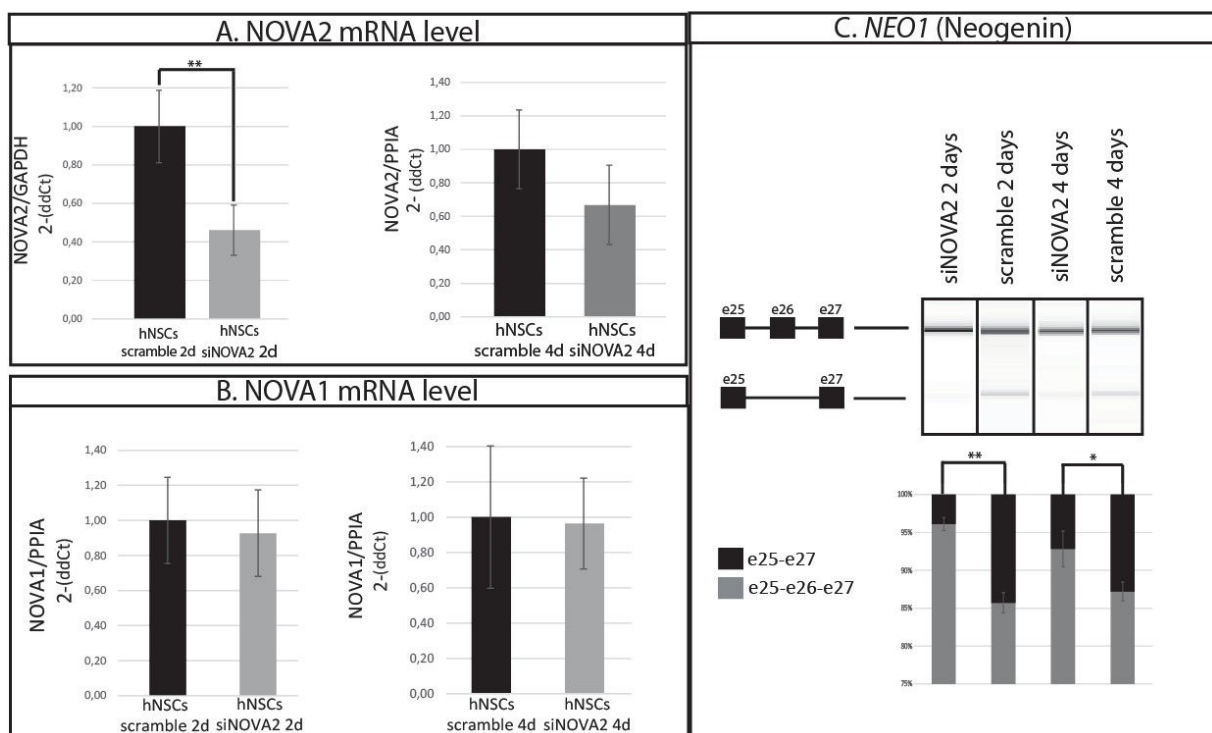 A. NOVA2 mRNA level
NOVA2/GAPDH
2-(ddCt)
1,20
1,00
0,80
0,60
0,40
0,20
0,00
**
hNSCs
scramble 2d
hNSCs
siNOVA2 2d
NOVA2/PPIA
2-(ddCt)
1,40
1,20
1,00
0,80
0,60
0,40
0,20
0,00
hNSCs
scramble 4d
hNSCs
siNOVA2 4d
B. NOVA1 mRNA level
NOVA1/PPIA
2-(ddCt)
1,40
1,20
1,00
0,80
0,60
0,40
0,20
0,00
hNSCs
scramble 2d
hNSCs
siNOVA2 2d
NOVA1/PPIA
2-(ddCt)
1,40
1,20
1,00
0,80
0,60
0,40
0,20
0,00
hNSCs
scramble 4d
hNSCs
siNOVA2 4d
C. NEO1 (Neogenin)
siNOVA2 2 days
scramble 2 days
siNOVA2 4 days
scramble 4 days
e25 e26 e27
e25 e27
** *
100%
95%
90%
85%
80%
75%
e25-e27
e25-e26-e27